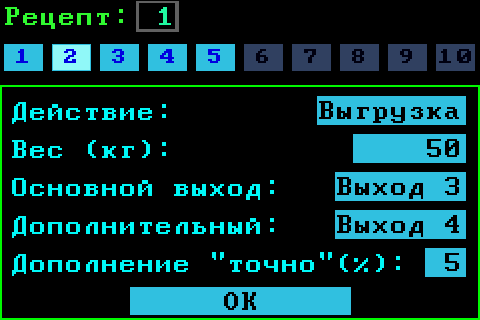 Рецепт: 1
1 2 3 4 5 6 7 8 9 10
Действие: Выгрузка
Вес (кг): 50
Основной выход: Выход 3
Дополнительный: Выход 4
Дополнение "точно"(%): 5
ОК